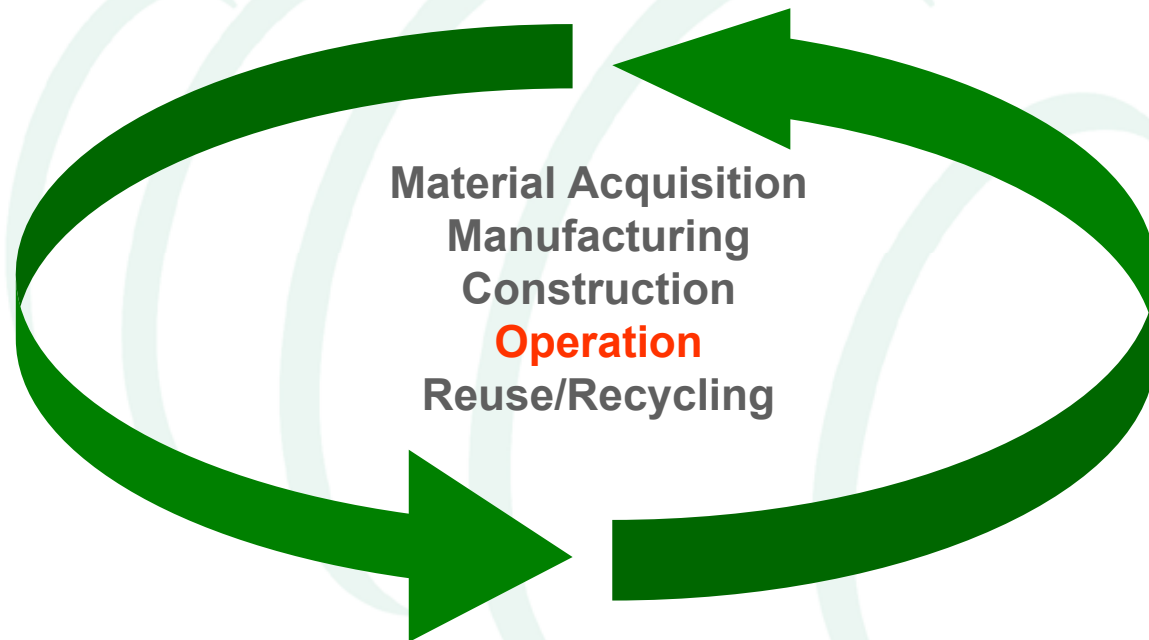 Material Acquisition
Manufacturing
Construction
Operation
Reuse/Recycling